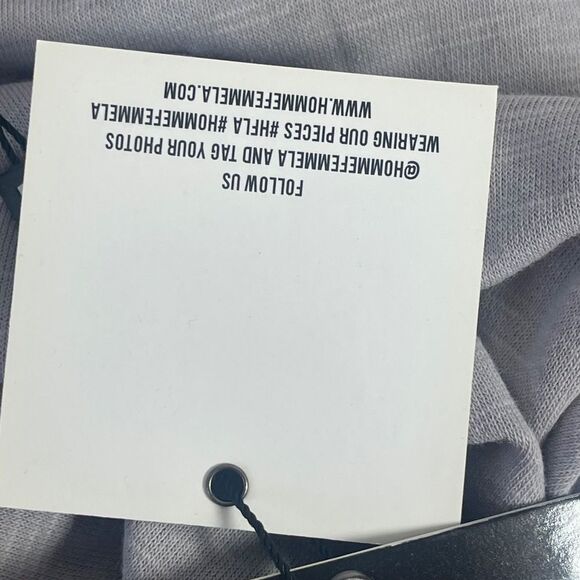 FOLLOW US
@HOMMEFEMMELA AND TAG YOUR PHOTOS
WEARING OUR PIECES #HFLA #HOMMEFEMMELA
WWW.HOMMEFEMMELA.COM